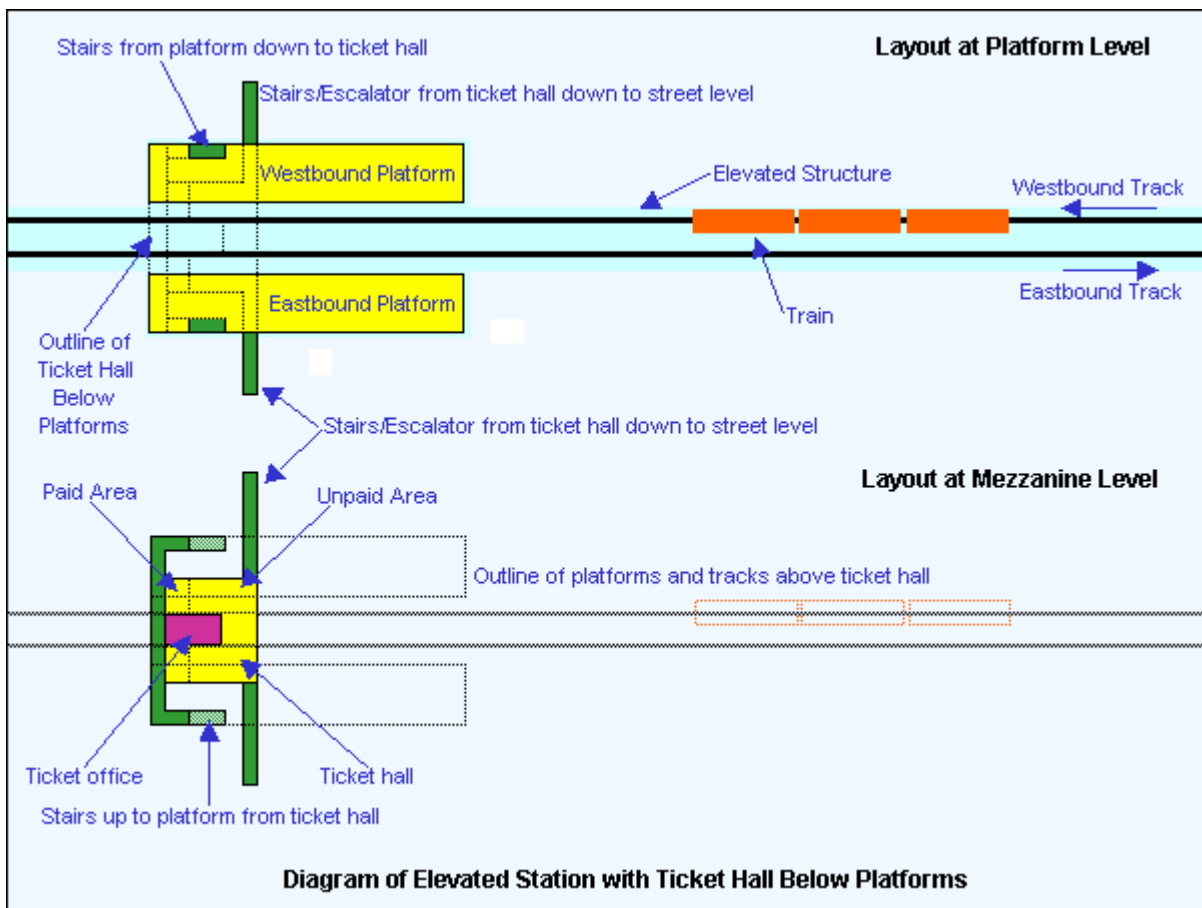 Stairs from platform down to ticket hall
Layout at Platform Level
Stairs/Escalator from ticket hall down to street level
Westbound Platform
Elevated Structure
Westbound Track
Eastbound Platform
Eastbound Track
Train
Outline of
Ticket Hall
Below
Platforms
Stairs/Escalator from ticket hall down to street level
Layout at Mezzanine Level
Paid Area
Unpaid Area
Outline of platforms and tracks above ticket hall
Ticket office
Ticket hall
Stairs up to platform from ticket hall
Diagram of Elevated Station with Ticket Hall Below Platforms